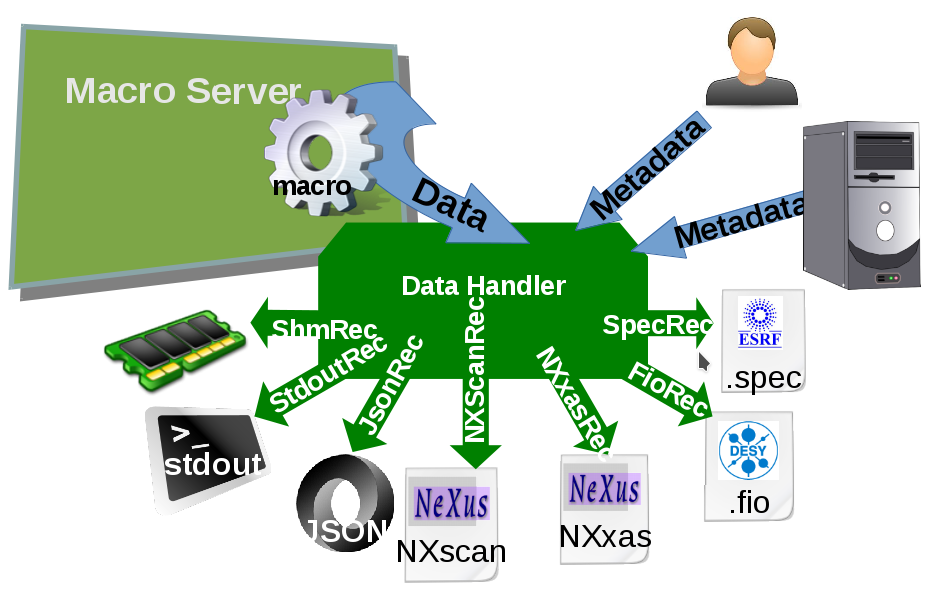 Macro Server
macro
Data
Metadata
Metadata
Data Handler
ShmRec
StdoutRec
JsonRec
NXScanRec
NXxasRec
FioRec
SpecRec
ESRF
.spec
>_
stdout
JSON
NeXus
NXscan
NeXus
NXxas
DESY
.fio